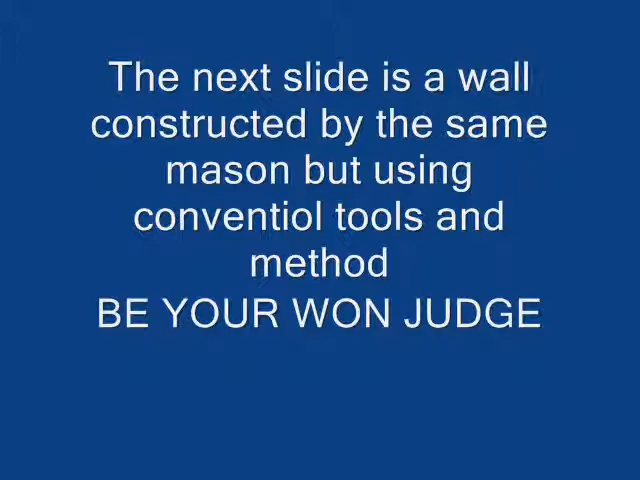 The next slide is a wall
constructed by the same
mason but using
conventiol tools and
method
BE YOUR WON JUDGE